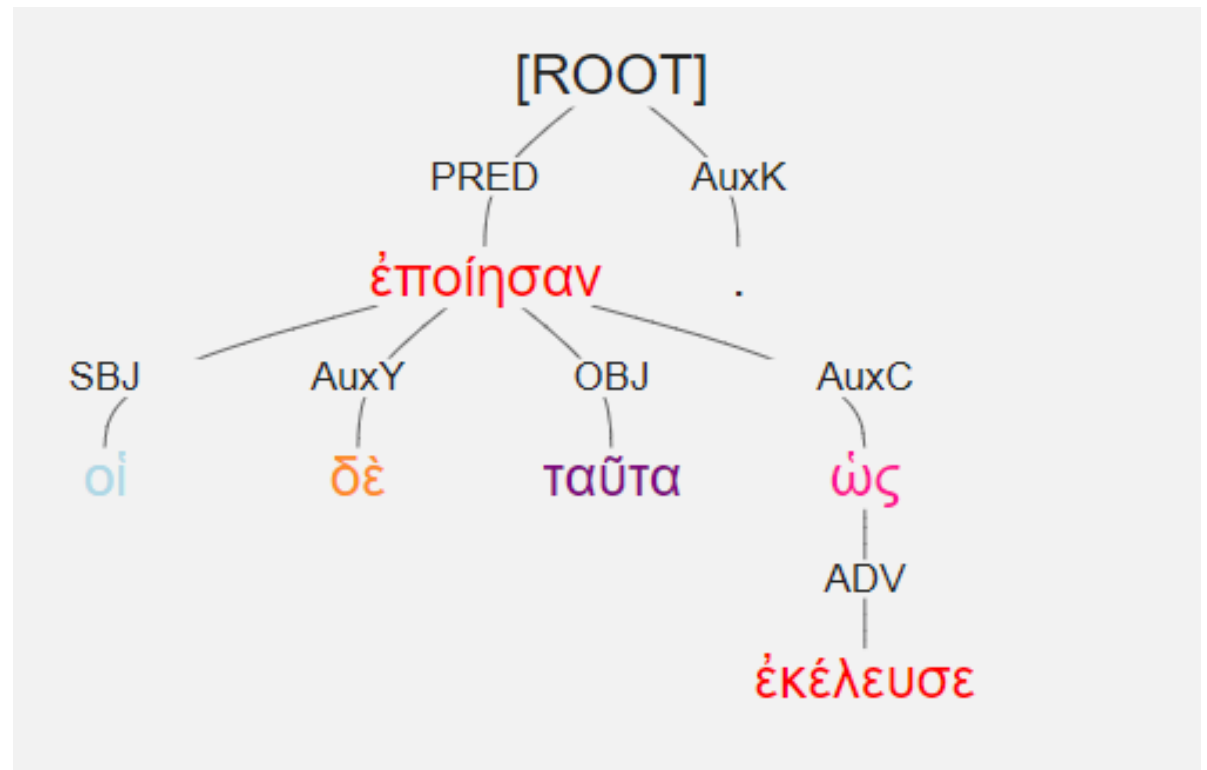 [ROOT]
PRED AuxK
ἐποίησαν .
SBJ AuxY OBJ AuxC
οἱ δὲ ταῦτα ὡς
ADV
ἐκέλευσε